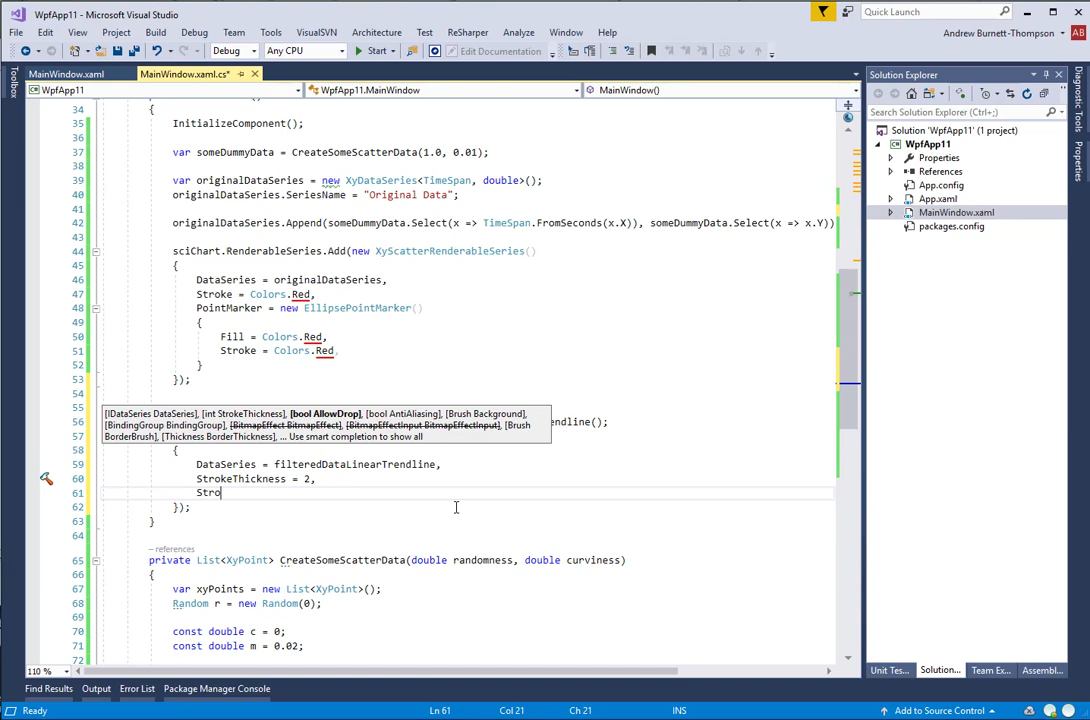 WpfApp11 - Microsoft Visual Studio
Quick Launch (Ctrl+Q)
File Edit View Project Build Debug Team Tools VisualSVN Architecture Test ReSharper Analyze Window Help
Andrew Burnett-Thompson AB
Debug Any CPU Start Edit Documentation
Toolbox
MainWindow.xaml MainWindow.xaml.cs*
WpfApp11 WpfApp11.MainWindow MainWindow()
34 {
35 InitializeComponent();
36
37 var someDummyData = CreateSomeScatterData(1.0, 0.01);
38
39 var originalDataSeries = new XyDataSeries<TimeSpan, double>();
40 originalDataSeries.SeriesName = "Original Data";
41
42 originalDataSeries.Append(someDummyData.Select(x => TimeSpan.FromSeconds(x.X)), someDummyData.Select(x => x.Y))
43
44 sciChart.RenderableSeries.Add(new XyScatterRenderableSeries()
45 {
46 DataSeries = originalDataSeries,
47 Stroke = Colors.Red,
48 PointMarker = new EllipsePointMarker()
49 {
50 Fill = Colors.Red,
51 Stroke = Colors.Red,
52 }
53 });
54
55
56 endline();
57
[IDataSeries DataSeries], [int StrokeThickness], [bool AllowDrop], [bool AntiAliasing], [Brush Background],
[BindingGroup BindingGroup], [BitmapEffect BitmapEffect], [BitmapEffectInput BitmapEffectInput], [Brush
BorderBrush], [Thickness BorderThickness], ... Use smart completion to show all
58 {
59 DataSeries = filteredDataLinearTrendline,
60 StrokeThickness = 2,
61 Stro
62 });
63 }
64
– references
65 private List<XyPoint> CreateSomeScatterData(double randomness, double curviness)
66 {
67 var xyPoints = new List<XyPoint>();
68 Random r = new Random(0);
69
70 const double c = 0;
71 const double m = 0.02;
72
110 %
Solution Explorer
Search Solution Explorer (Ctrl+;)
Solution 'WpfApp11' (1 project)
WpfApp11
Properties
References
App.config
App.xaml
MainWindow.xaml
packages.config
Unit Tes... Solution... Team Ex... Assembl...
Diagnostic Tools
Properties
Find Results Output Error List Package Manager Console
Ready Ln 61 Col 21 Ch 21 INS Add to Source Control